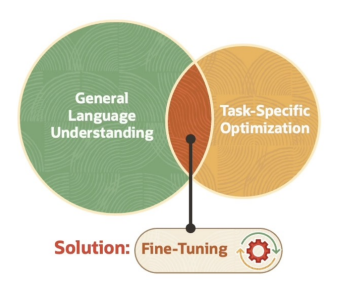 General
Language
Understanding
Task-Specific
Optimization
Solution: Fine-Tuning